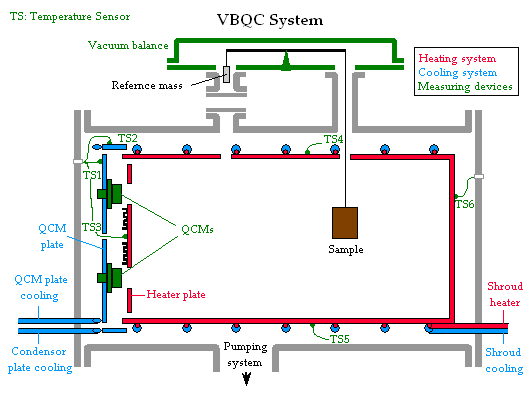 TS: Temperature Sensor
VBQC System
Vacuum balance
Refernce mass
Heating system
Cooling system
Measuring devices
TS2
TS4
TS1
TS6
TS3
QCM
plate
QCMs
Sample
QCM plate
cooling
Heater plate
Shroud
heater
Condensor
plate cooling
Pumping
system
TS5
Shroud
cooling